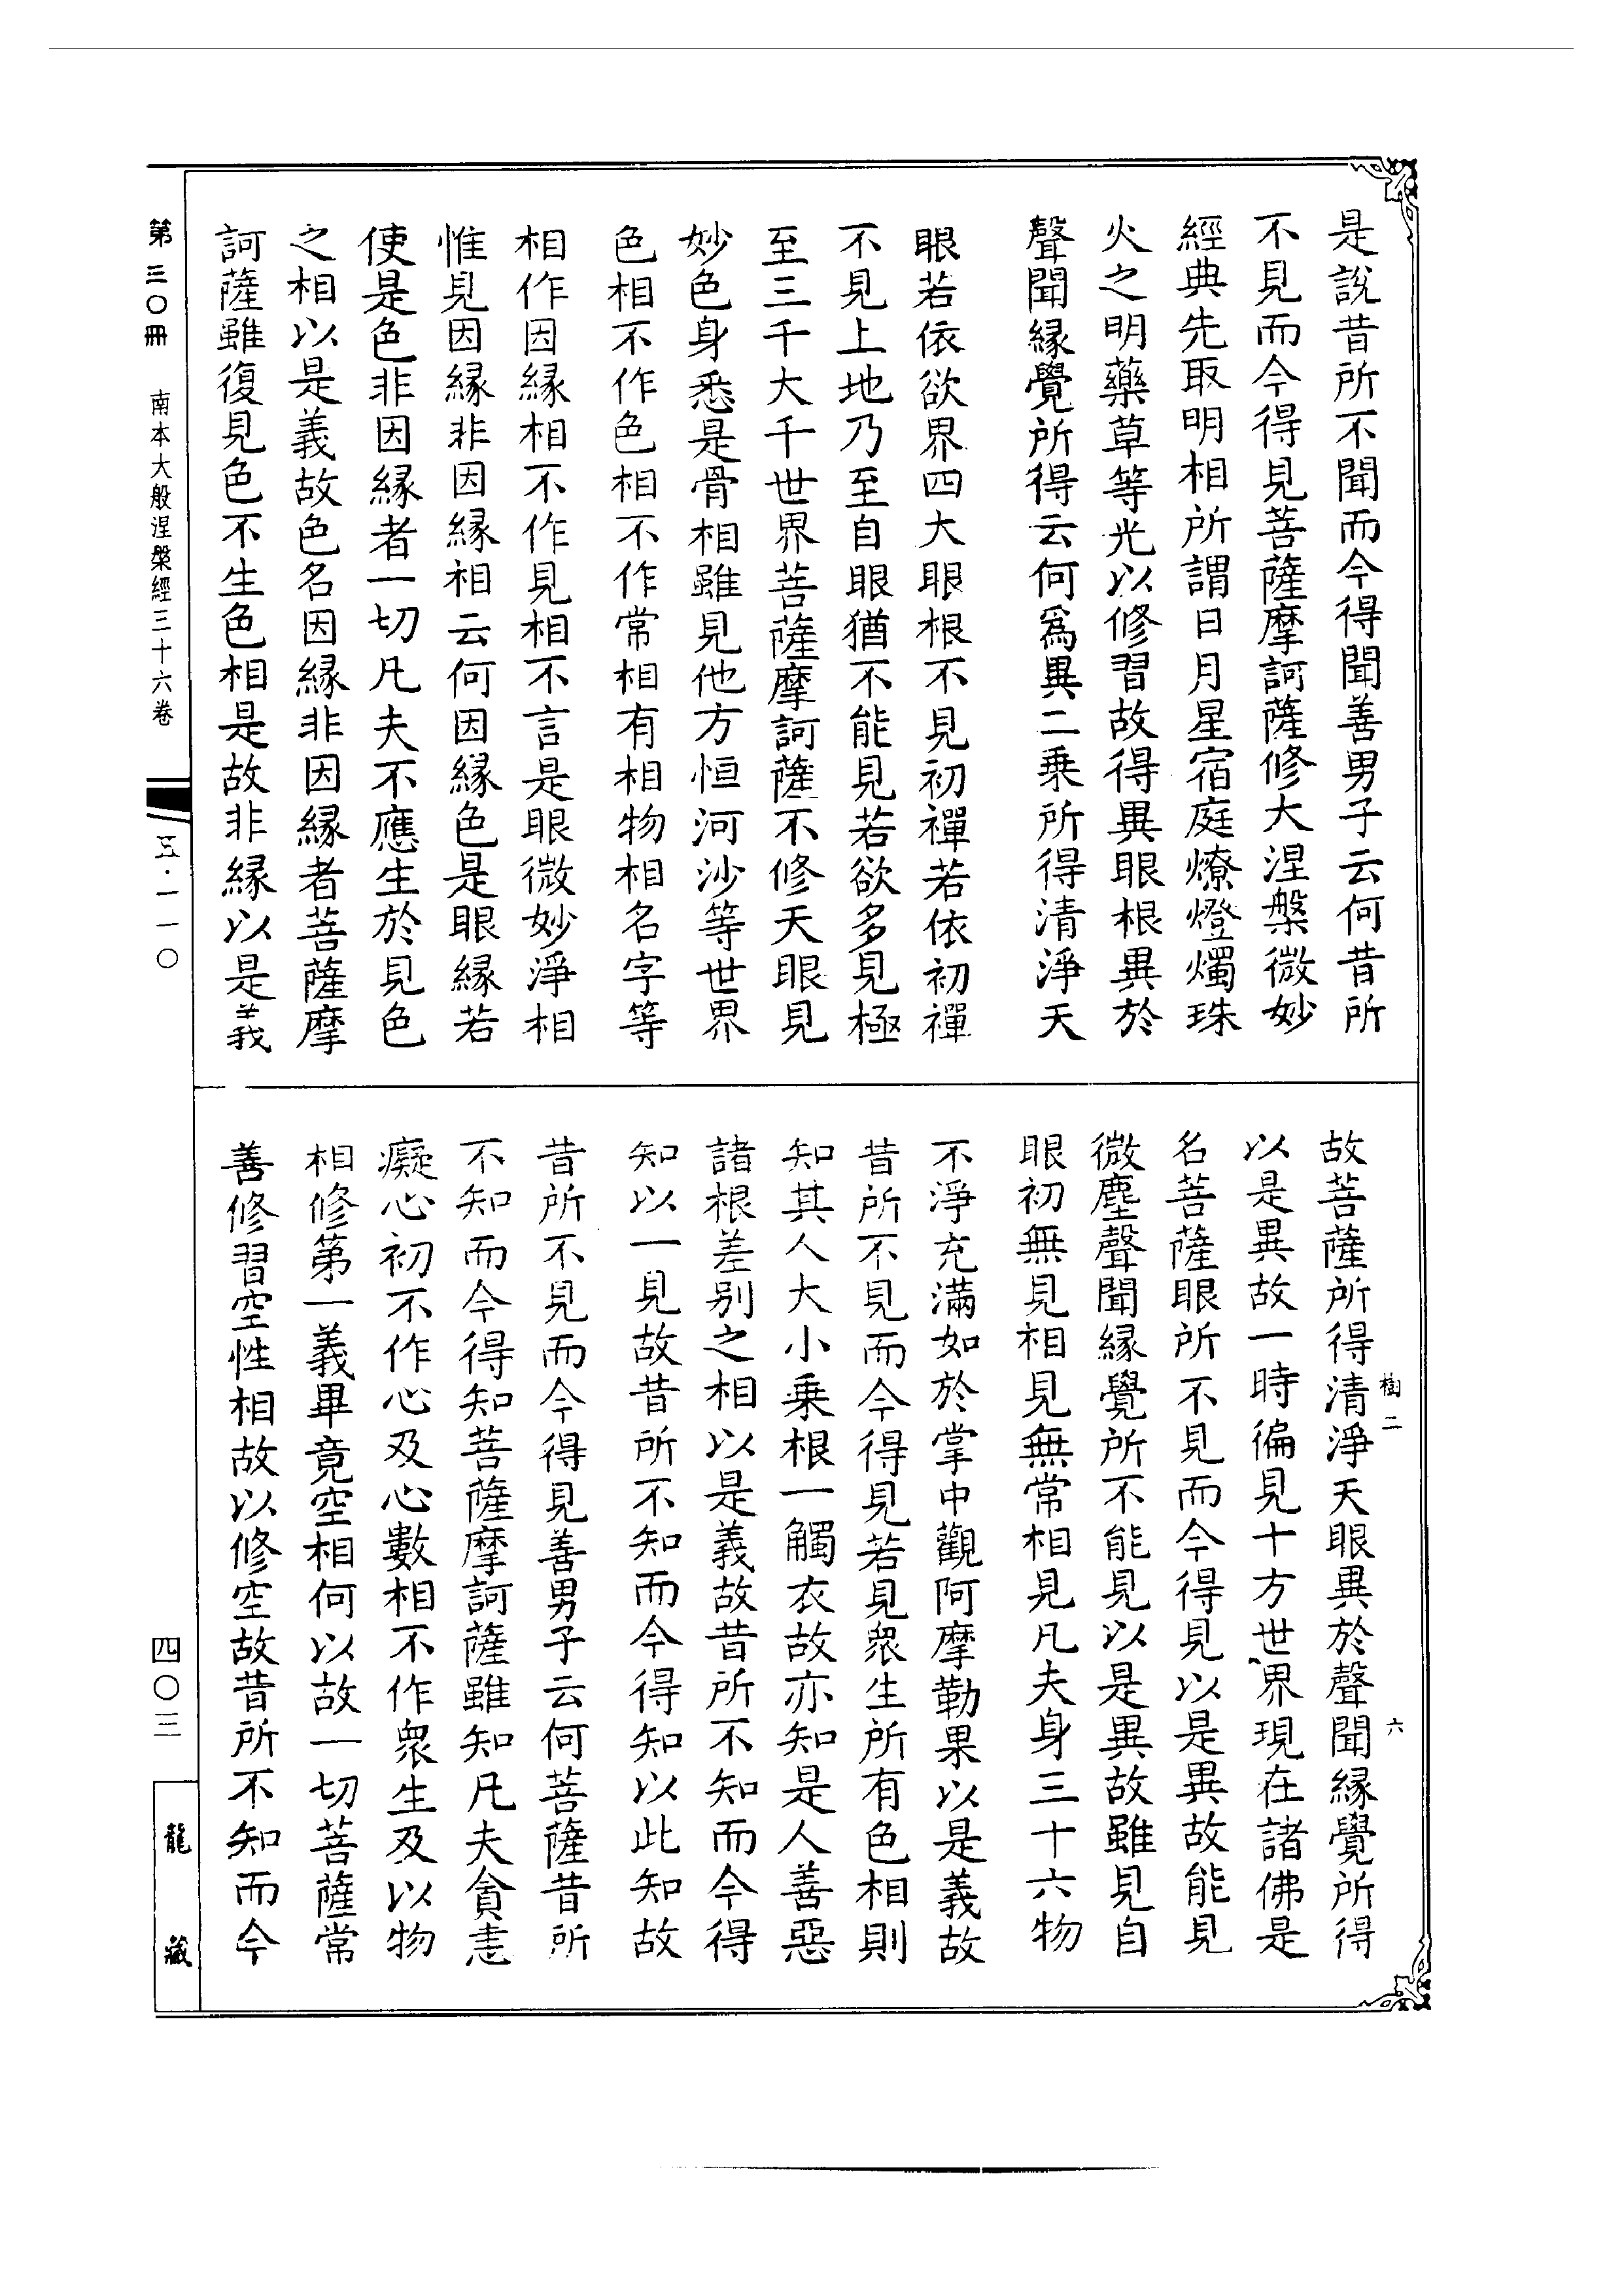 是說昔所不聞而今得聞善男子云何昔所
不見而今得見菩薩摩訶薩修大涅槃微妙
經典先取明相所謂日月星宿庭燎燈燭珠
火之明藥草等光以修習故得異眼根異於
聲聞緣覺所得云何爲異二乗所得清淨天
眼若依欲界四大眼根不見初禪若依初禪
不見上地乃至自眼猶不能見若欲多見極
至三千大千世界菩薩摩訶薩不修天眼見
妙色身悉是骨相雖見他方恒河沙等世界
色相不作色相不作常相有相物相名字等
相作因緣相不作見相不言是眼微妙淨相
惟見因緣非因緣相云何因緣色是眼緣若
使是色非因緣者一切凡夫不應生於見色
之相以是義故色名因緣非因緣者菩薩摩
訶薩雖復見色不生色相是故非緣以是義
故菩薩所得清淨天眼異於聲聞緣覺所得
以是異故一時徧見十方世界現在諸佛是
名菩薩眼所不見而今得見以是異故能見
微塵聲聞緣覺所不能見以是異故雖見自
眼初無見相見無常相見凡夫身三十六物
不淨充滿如於掌中觀阿摩勒果以是義故
昔所不見而今得見若見衆生所有色相則
知其人大小乗根一觸衣故亦知是人善惡
諸根差别之相以是義故昔所不知而今得
知以一見故昔所不知而今得知以此知故
昔所不見而今得見善男子云何菩薩昔所
不知而今得知菩薩摩訶薩雖知凡夫貪恚
癡心初不作心及心數相不作衆生及以物
相修第一義畢竟空相何以故一切菩薩常
善修習空性相故以修空故昔所不知而今
樹二
六
第三〇冊
南本大般涅槃經三十六卷
五·一一〇
四〇三
龍藏